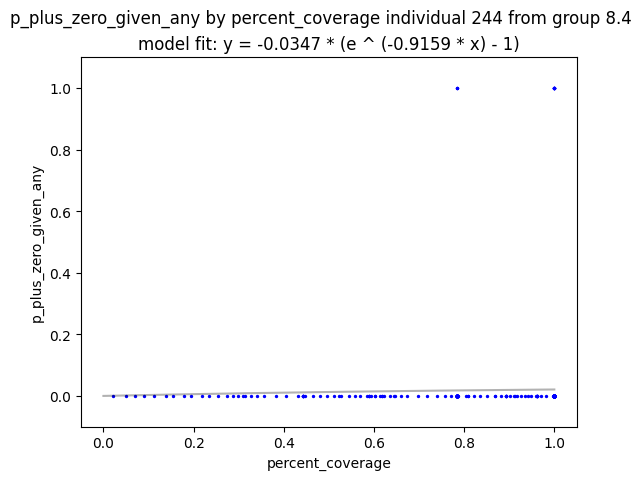 p_plus_zero_given_any by percent_coverage individual 244 from group 8.4
model fit: y = -0.0347 * (e ^ (-0.9159 * x) - 1)
1.0
0.8
0.6
0.4
0.2
0.0
p_plus_zero_given_any
0.0 0.2 0.4 0.6 0.8 1.0
percent_coverage